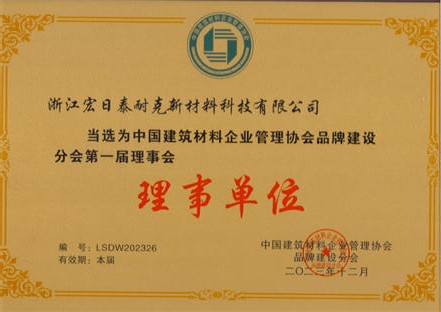 浙江宏日泰耐克新材料科技有限公司
当选为中国建筑材料企业管理协会品牌建设
分会第一届理事会
理事单位
编 号：LSDW202326
有效期：本届
中国建筑材料企业管理协会
品牌建设分会
二〇二三年十二月